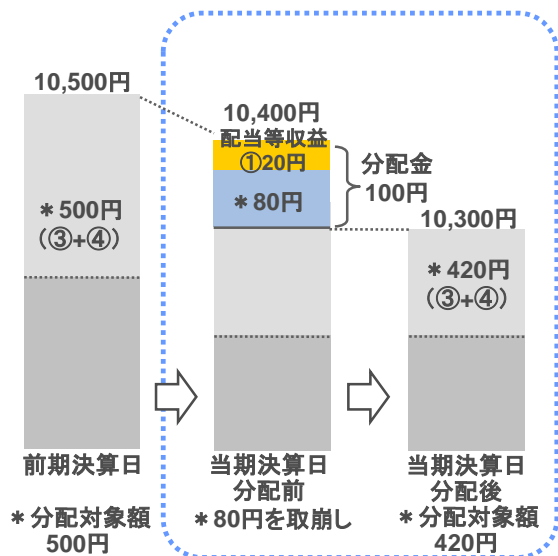 10,500円
＊500円
（③+④）
前期決算日
＊分配対象額
500円
10,400円
配当等収益
①20円
＊80円
分配金
100円
当期決算日
分配前
＊80円を取崩し
10,300円
＊420円
（③+④）
当期決算日
分配後
＊分配対象額
420円